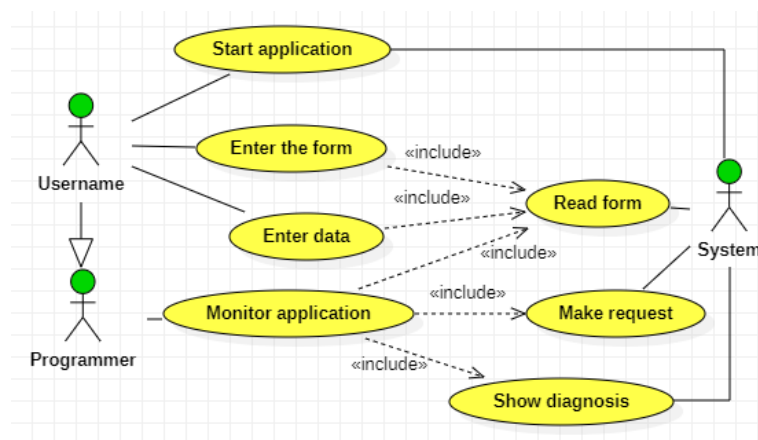 Start application
Enter the form
«include»
Username
«include»
Read form
Enter data
System
«include»
Monitor application
«include»
Make request
Programmer
«include»
Show diagnosis